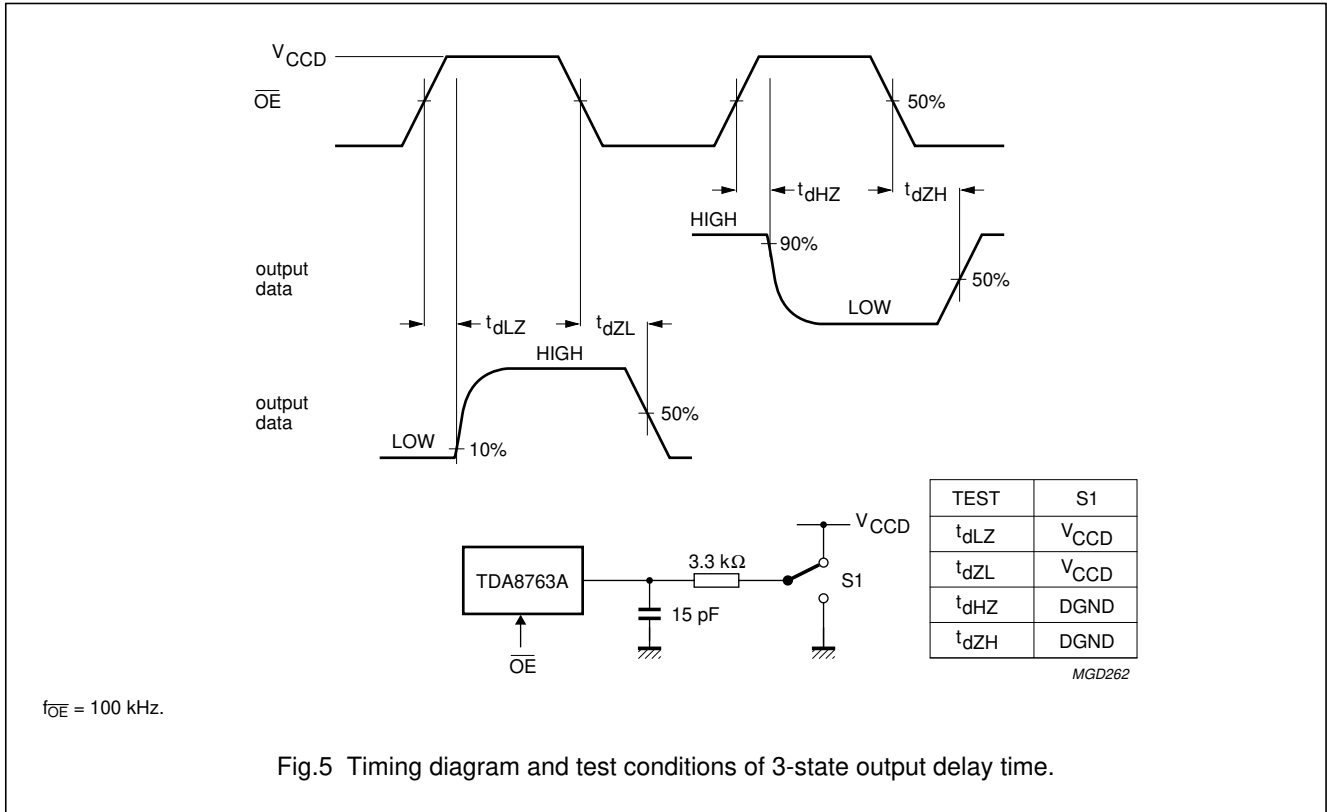 V CCD
OE
50%
tdHZ
tdZH
HIGH
90%
output
data
50%
LOW
tdLZ
tdZL
HIGH
output
data
50%
LOW
10%
TEST S1
tdLZ VCCD
tdZL VCCD
tdHZ DGND
tdZH DGND
VCCD
3.3 kΩ
TDA8763A
S1
15 pF
OE
MGD262
fOE = 100 kHz.
Fig.5 Timing diagram and test conditions of 3-state output delay time.